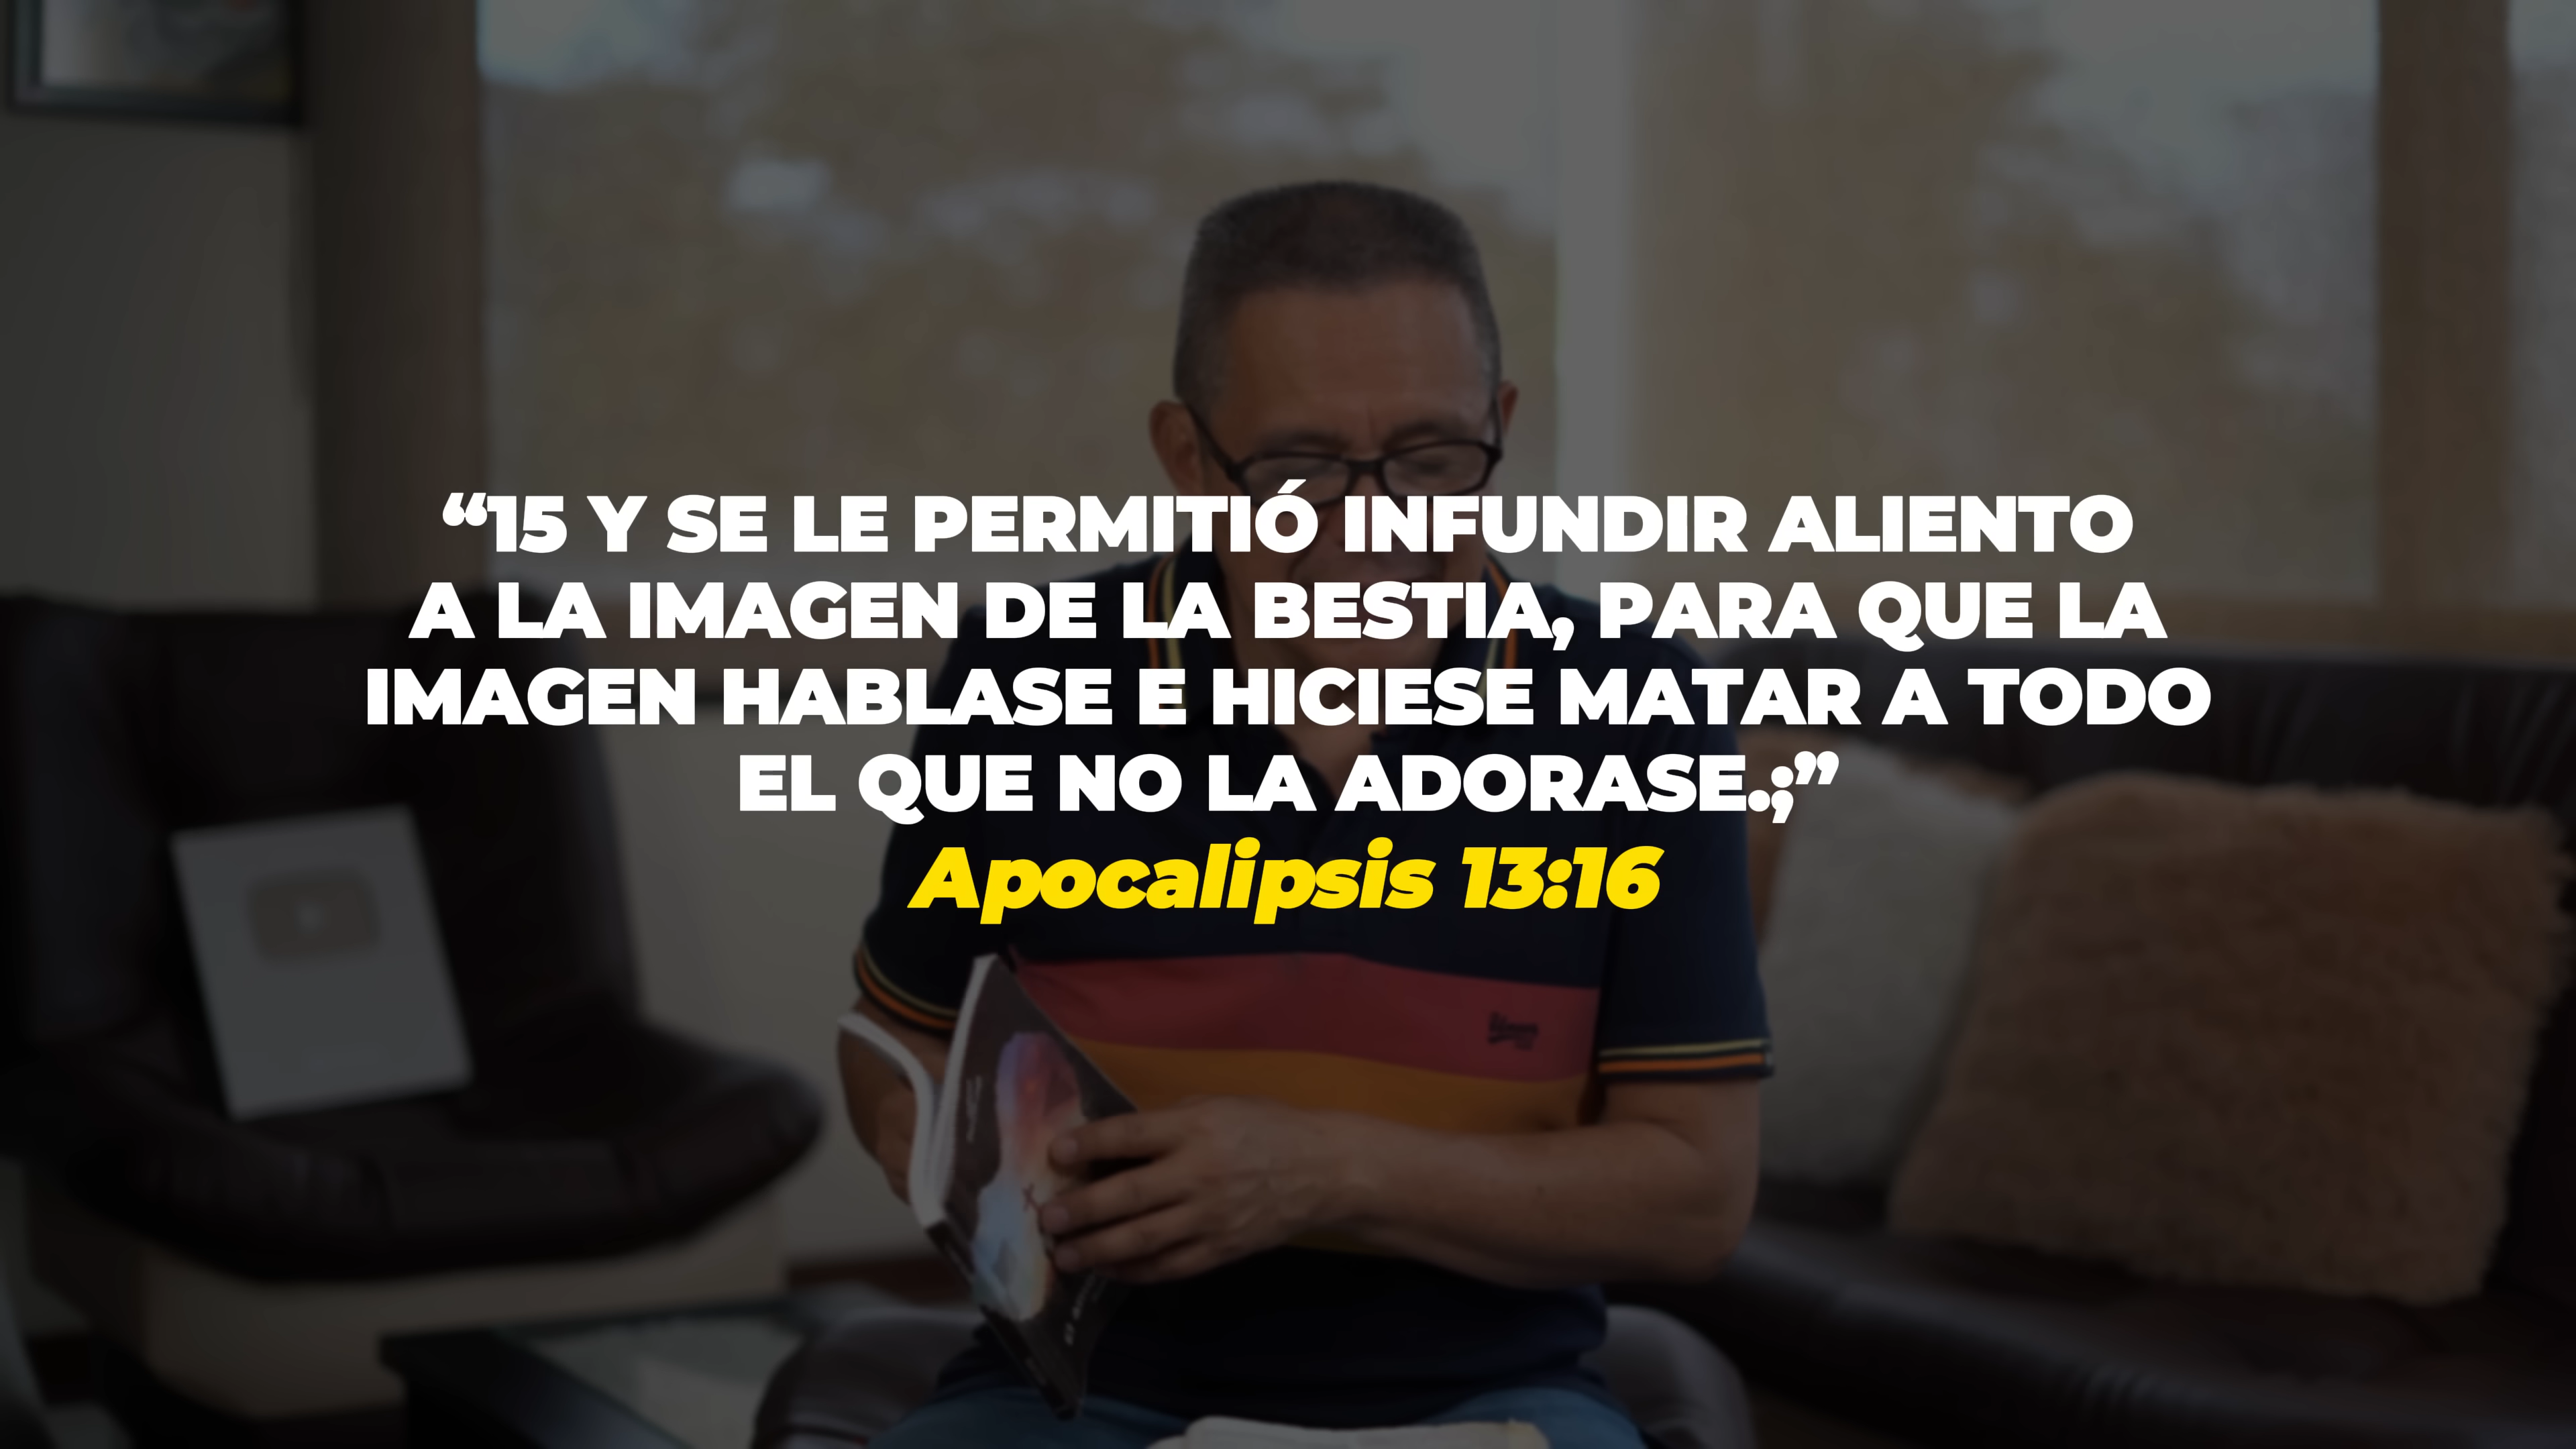 “15 Y SE LE PERMITIÓ INFUNDIR ALIENTO
A LA IMAGEN DE LA BESTIA, PARA QUE LA
IMAGEN HABLASE E HICIESE MATAR A TODO
EL QUE NO LA ADORASE.;”
Apocalipsis 13:16